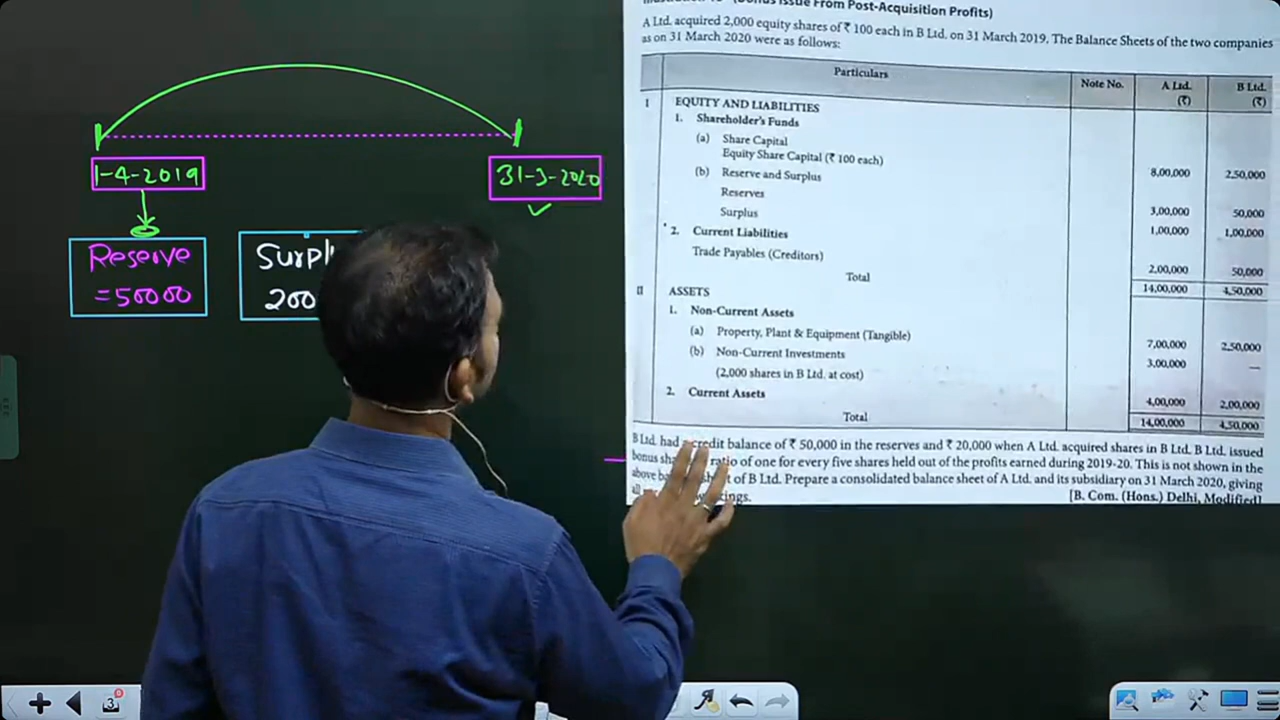 (Bonus Issue From Post-Acquisition Profits)
A Ltd. acquired 2,000 equity shares of ₹ 100 each in B Ltd. on 31 March 2019. The Balance Sheets of the two companies
as on 31 March 2020 were as follows:
Particulars Note No. A Ltd. (₹) B Ltd. (₹)
I EQUITY AND LIABILITIES
1. Shareholder's Funds
(a) Share Capital
Equity Share Capital (₹ 100 each) 8,00,000 2,50,000
(b) Reserve and Surplus
Reserves 3,00,000 50,000
Surplus 1,00,000 1,00,000
2. Current Liabilities
Trade Payables (Creditors) 2,00,000 50,000
Total 14,00,000 4,50,000
II ASSETS
1. Non-Current Assets
(a) Property, Plant & Equipment (Tangible) 7,00,000 2,50,000
(b) Non-Current Investments 3,00,000 —
(2,000 shares in B Ltd. at cost)
2. Current Assets 4,00,000 2,00,000
Total 14,00,000 4,50,000
B Ltd. had a credit balance of ₹ 50,000 in the reserves and ₹ 20,000 when A Ltd. acquired shares in B Ltd. B Ltd. issued
bonus ratio of one for every five shares held out of the profits earned during 2019-20. This is not shown in the
above of B Ltd. Prepare a consolidated balance sheet of A Ltd. and its subsidiary on 31 March 2020, giving
[B. Com. (Hons.) Delhi, Modified]
1-4-2019
31-3-2020
Reserve
=50000
3